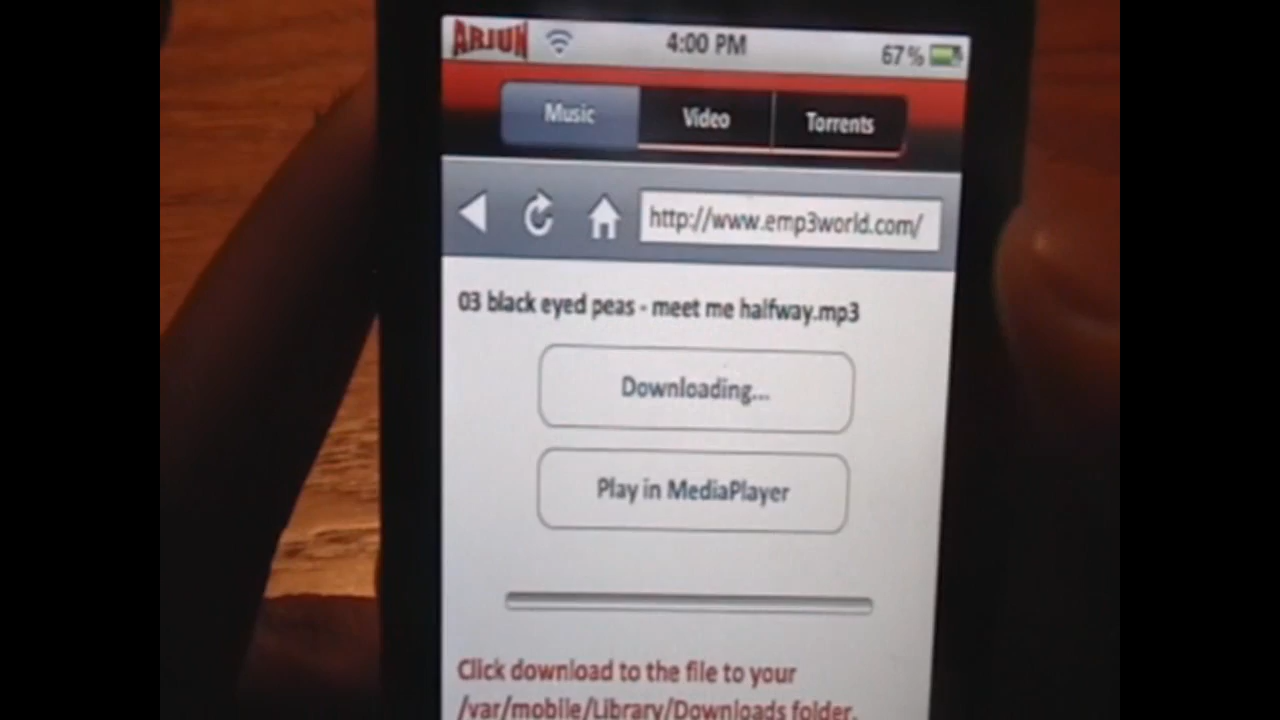 ARJUN 4:00 PM 67%
Music Video Torrents
http://www.emp3world.com/
03 black eyed peas - meet me halfway.mp3
Downloading...
Play in MediaPlayer
Click download to the file to your
/var/mobile/Library/Downloads folder.